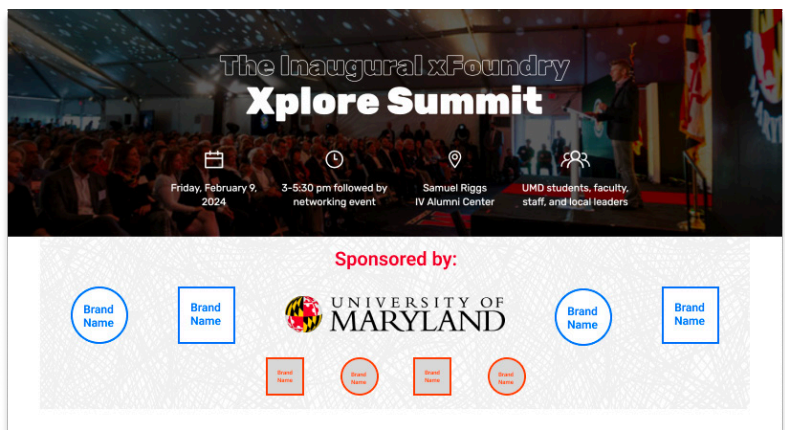 The Inaugural xFoundry
Xplore Summit
Friday, February 9,
2024
3-5:30 pm followed by
networking event
Samuel Riggs
IV Alumni Center
UMD students, faculty,
staff, and local leaders
Sponsored by:
Brand
Name
Brand
Name
UNIVERSITY OF
MARYLAND
Brand
Name
Brand
Name
Brand
Name
Brand
Name
Brand
Name
Brand
Name